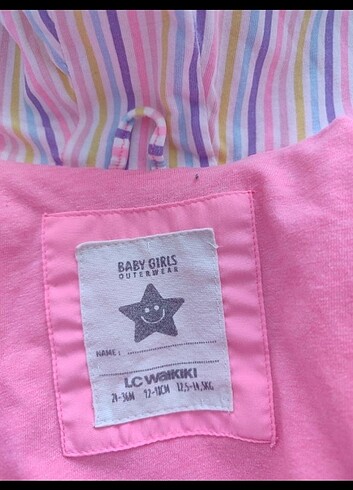 BABY GIRLS
OUTERWEAR
NAME:
LC WAIKIKI
24-36M 92-98CM 12,5-14,5KG